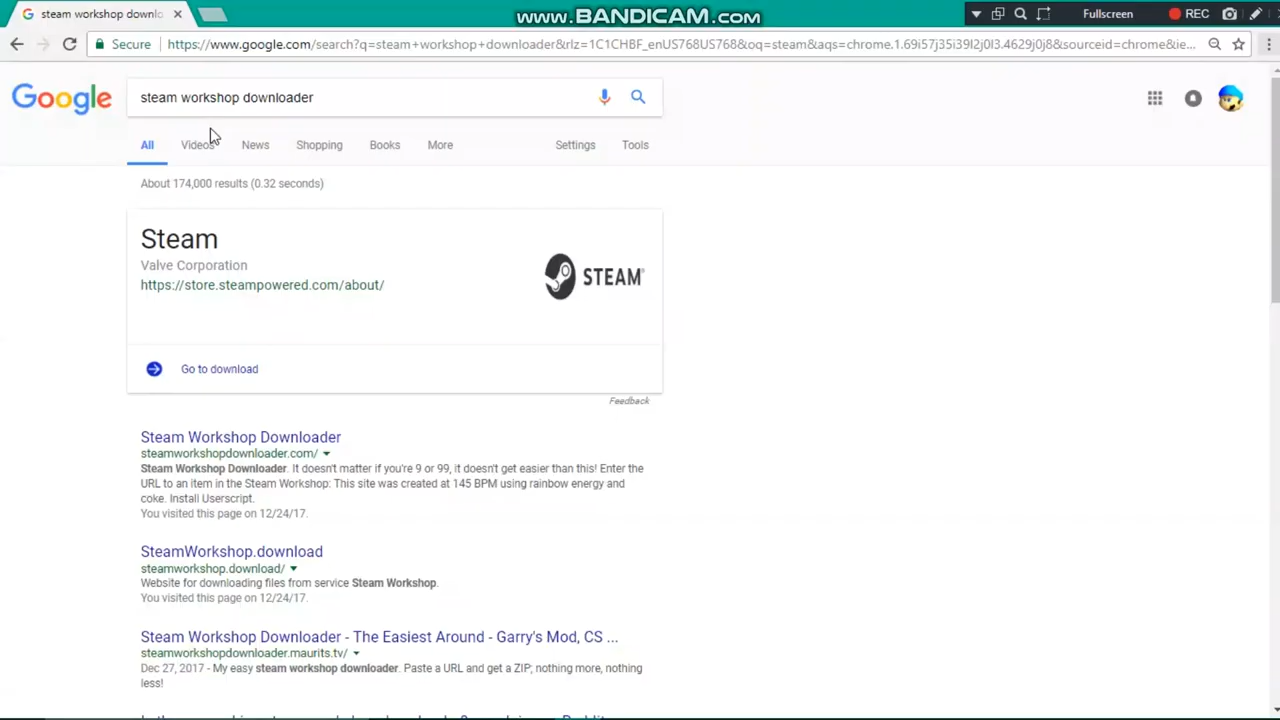 steam workshop downlo
www.BANDICAM.com
Fullscreen
REC
Secure
https://www.google.com/search?q=steam+workshop+downloader&rlz=1C1CHBF_enUS768US768&oq=steam&aqs=chrome.1.69i57j35i39l2j0l3.4629j0j8&sourceid=chrome&ie...
Google
steam workshop downloader
All
Videos
News
Shopping
Books
More
Settings
Tools
About 174,000 results (0.32 seconds)
Steam
Valve Corporation
https://store.steampowered.com/about/
STEAM
Go to download
Feedback
Steam Workshop Downloader
steamworkshopdownloader.com/
Steam Workshop Downloader. It doesn't matter if you're 9 or 99, it doesn't get easier than this! Enter the
URL to an item in the Steam Workshop: This site was created at 145 BPM using rainbow energy and
coke. Install Userscript.
You visited this page on 12/24/17.
SteamWorkshop.download
steamworkshop.download/
Website for downloading files from service Steam Workshop.
You visited this page on 12/24/17.
Steam Workshop Downloader - The Easiest Around - Garry's Mod, CS ...
steamworkshopdownloader.maurits.tv/
Dec 27, 2017 - My easy steam workshop downloader. Paste a URL and get a ZIP; nothing more, nothing
less!